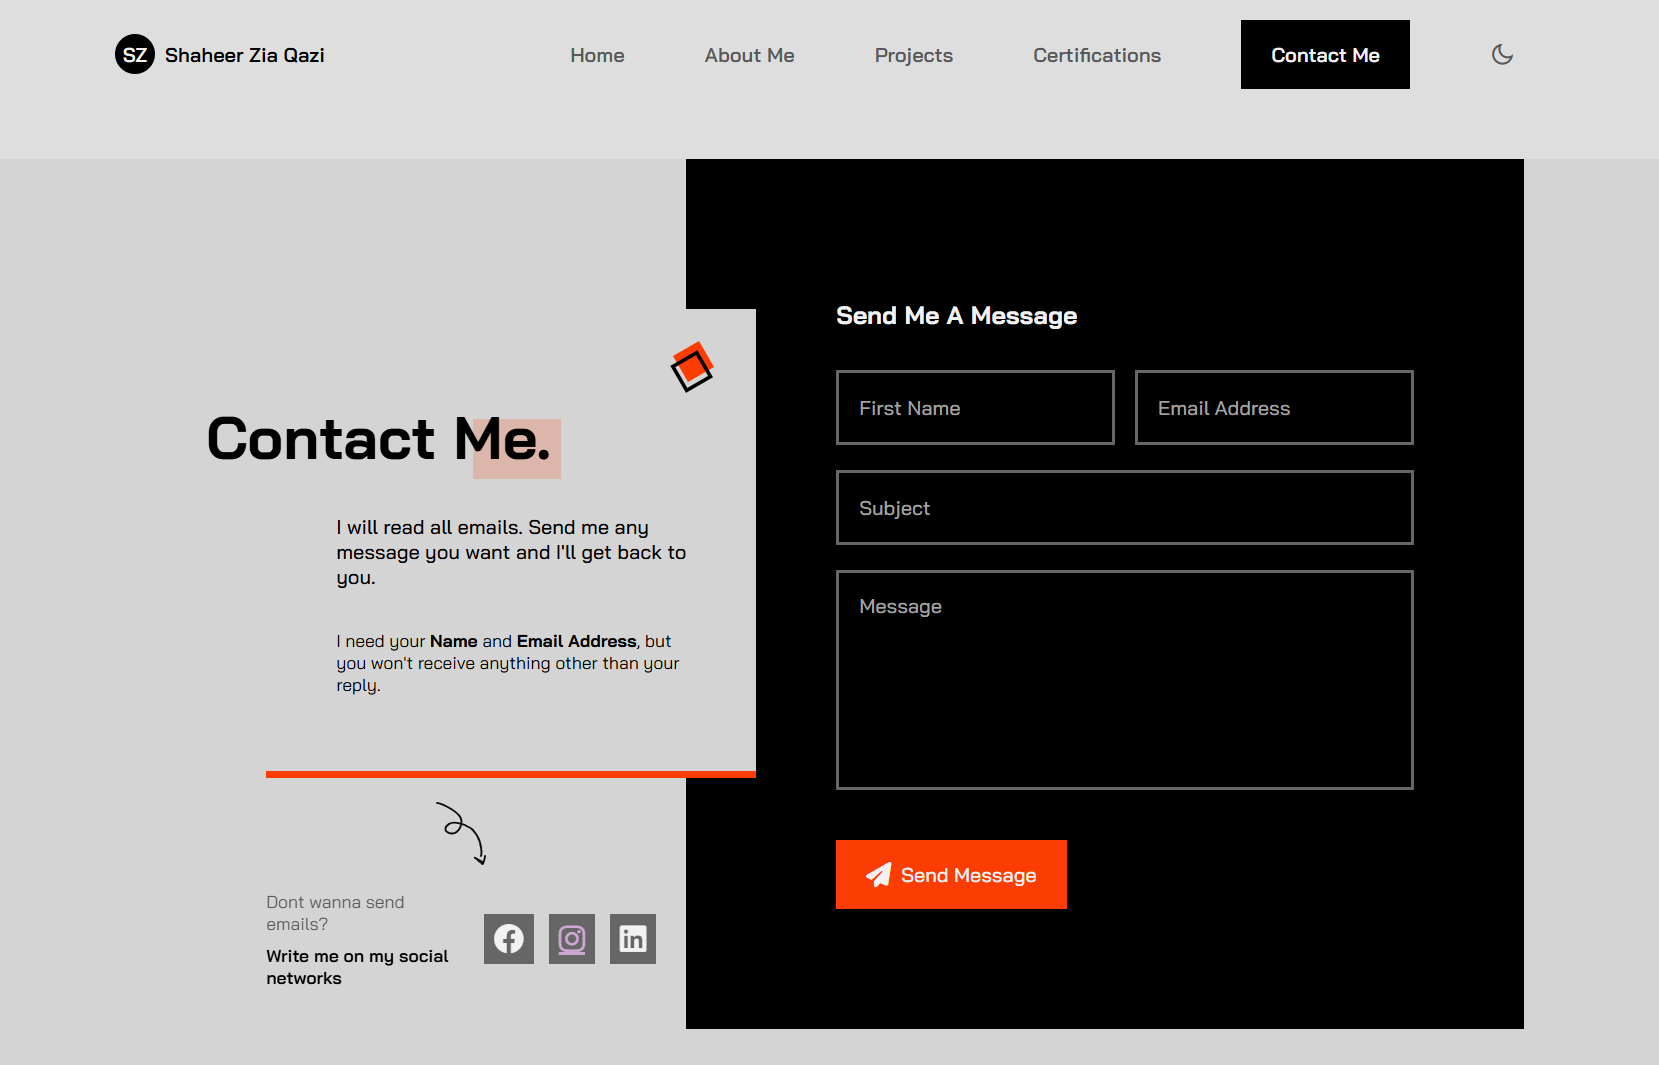 SZ Shaheer Zia Qazi
Home About Me Projects Certifications Contact Me
Contact Me.
I will read all emails. Send me any
message you want and I'll get back to
you.
I need your Name and Email Address, but
you won't receive anything other than your
reply.
Dont wanna send
emails?
Write me on my social
networks
Send Me A Message
First Name
Email Address
Subject
Message
Send Message